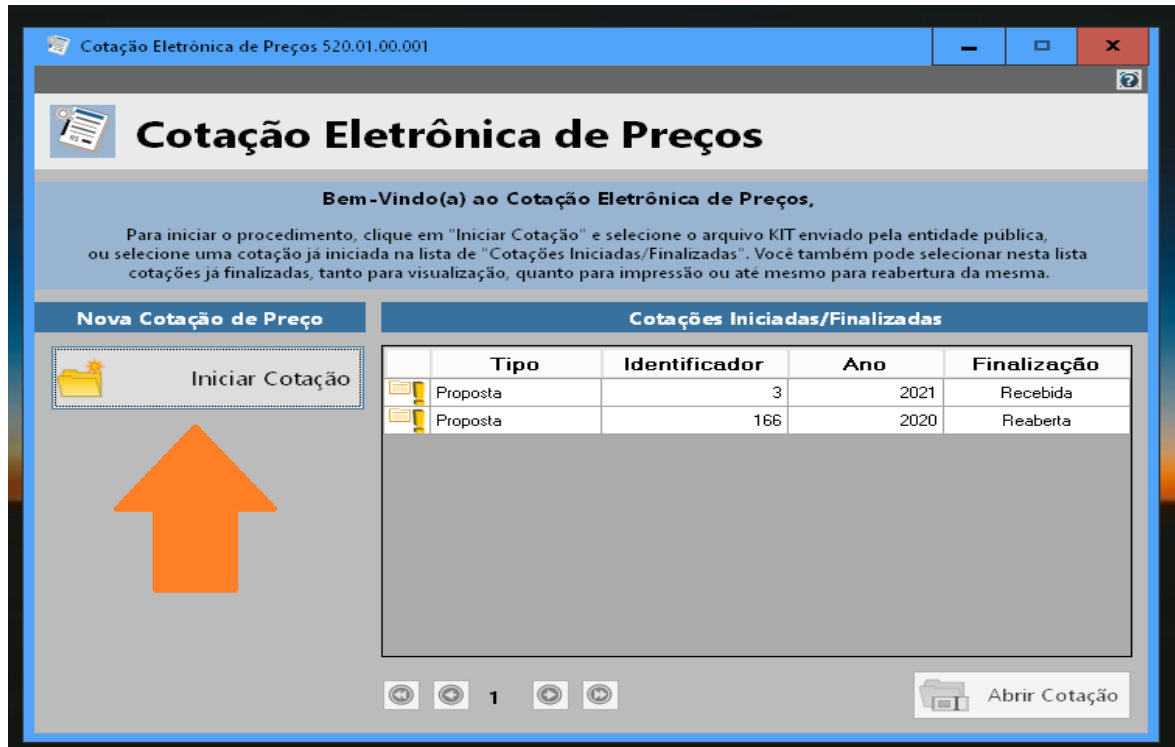 Cotação Eletrônica de Preços 520.01.00.001
Cotação Eletrônica de Preços
Bem-Vindo(a) ao Cotação Eletrônica de Preços,
Para iniciar o procedimento, clique em "Iniciar Cotação" e selecione o arquivo KIT enviado pela entidade pública,
ou selecione uma cotação já iniciada na lista de "Cotações Iniciadas/Finalizadas". Você também pode selecionar nesta lista
cotações já finalizadas, tanto para visualização, quanto para impressão ou até mesmo para reabertura da mesma.
Nova Cotação de Preço
Cotações Iniciadas/Finalizadas
Iniciar Cotação
Tipo Identificador Ano Finalização
Proposta 3 2021 Recebida
Proposta 166 2020 Reaberta
1
Abrir Cotação